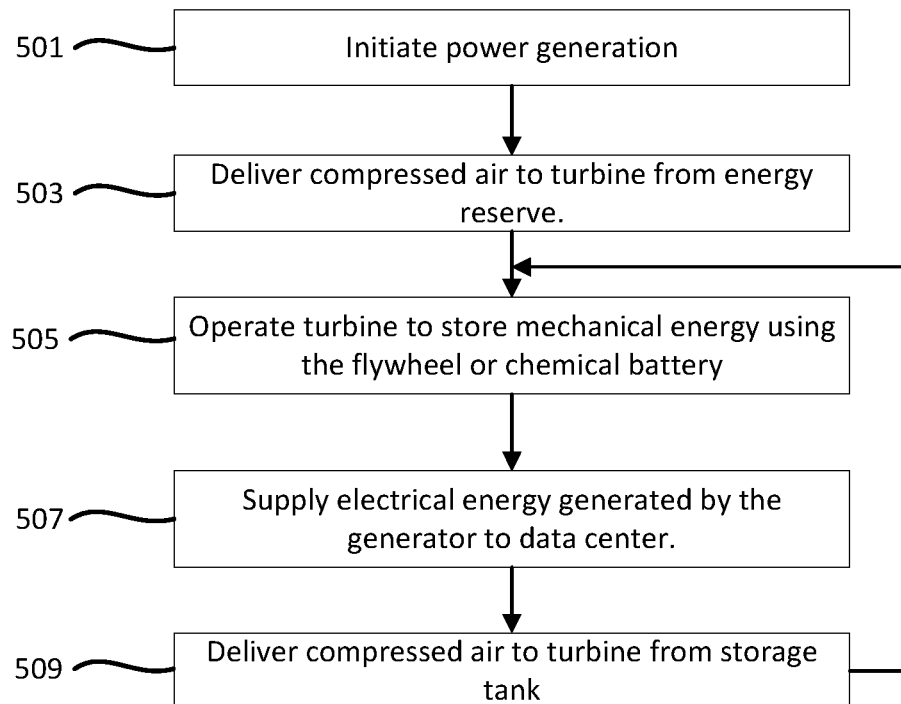 501
Initiate power generation
503
Deliver compressed air to turbine from energy
reserve.
505
Operate turbine to store mechanical energy using
the flywheel or chemical battery
507
Supply electrical energy generated by the
generator to data center.
509
Deliver compressed air to turbine from storage
tank